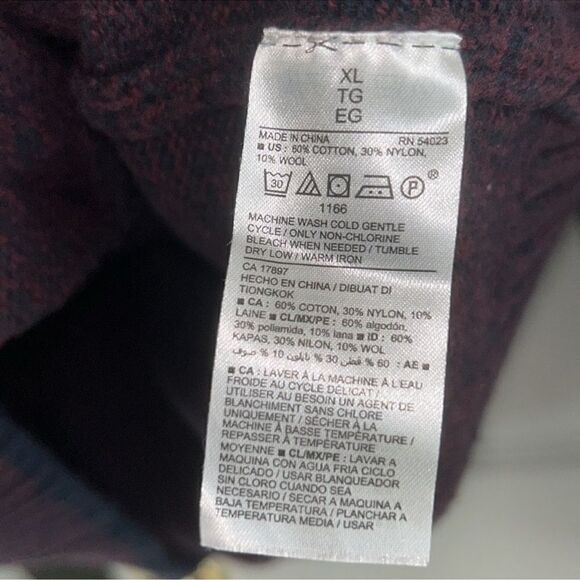 XL
TG
EG
MADE IN CHINA RN 54023
■ US : 60% COTTON, 30% NYLON,
10% WOOL
30 P ®
1166
MACHINE WASH COLD GENTLE
CYCLE / ONLY NON-CHLORINE
BLEACH WHEN NEEDED / TUMBLE
DRY LOW / WARM IRON
CA 17897
HECHO EN CHINA / DIBUAT DI
TIONGKOK
■ CA : 60% COTON, 30% NYLON, 10%
LAINE ■ CL/MX/PE : 60% algodón,
30% poliamida, 10% lana ■ ID : 60%
KAPAS, 30% NILON, 10% WOL
■ AE : 60 % قطن 30 % نايلون 10 % صوف
■ CA : LAVER À LA MACHINE À L'EAU
FROIDE AU CYCLE DÉLICAT /
UTILISER AU BESOIN UN AGENT DE
BLANCHIMENT SANS CHLORE
UNIQUEMENT / SÉCHER À LA
MACHINE À BASSE TEMPÉRATURE /
REPASSER À TEMPÉRATURE
MOYENNE ■ CL/MX/PE : LAVAR A
MAQUINA CON AGUA FRIA CICLO
DELICADO / USAR BLANQUEADOR
SIN CLORO CUANDO SEA
NECESARIO / SECAR A MAQUINA A
BAJA TEMPERATURA / PLANCHAR A
TEMPERATURA MEDIA / USAR